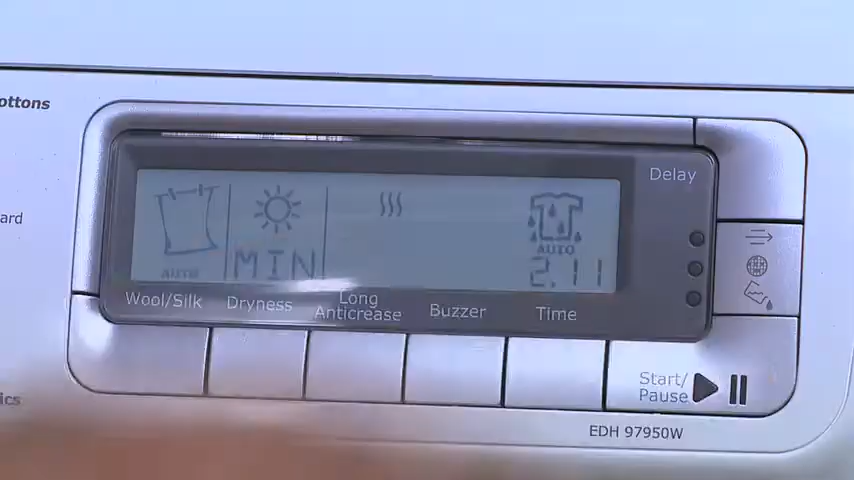 ottons
ard
ics
Delay
AUTO
MIN
AUTO
2.11
Wool/Silk
Dryness
Long
Anticrease
Buzzer
Time
Start/
Pause
EDH 97950W